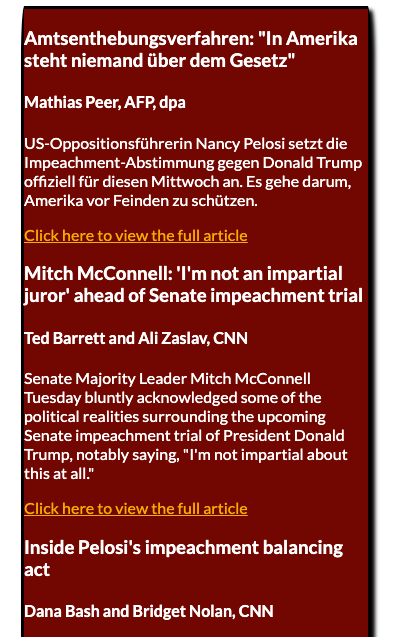 Amtsenthebungsverfahren: "In Amerika
steht niemand über dem Gesetz"
Mathias Peer, AFP, dpa
US-Oppositionsführerin Nancy Pelosi setzt die
Impeachment-Abstimmung gegen Donald Trump
offiziell für diesen Mittwoch an. Es gehe darum,
Amerika vor Feinden zu schützen.
Click here to view the full article
Mitch McConnell: 'I'm not an impartial
juror' ahead of Senate impeachment trial
Ted Barrett and Ali Zaslav, CNN
Senate Majority Leader Mitch McConnell
Tuesday bluntly acknowledged some of the
political realities surrounding the upcoming
Senate impeachment trial of President Donald
Trump, notably saying, "I'm not impartial about
this at all."
Click here to view the full article
Inside Pelosi's impeachment balancing
act
Dana Bash and Bridget Nolan, CNN